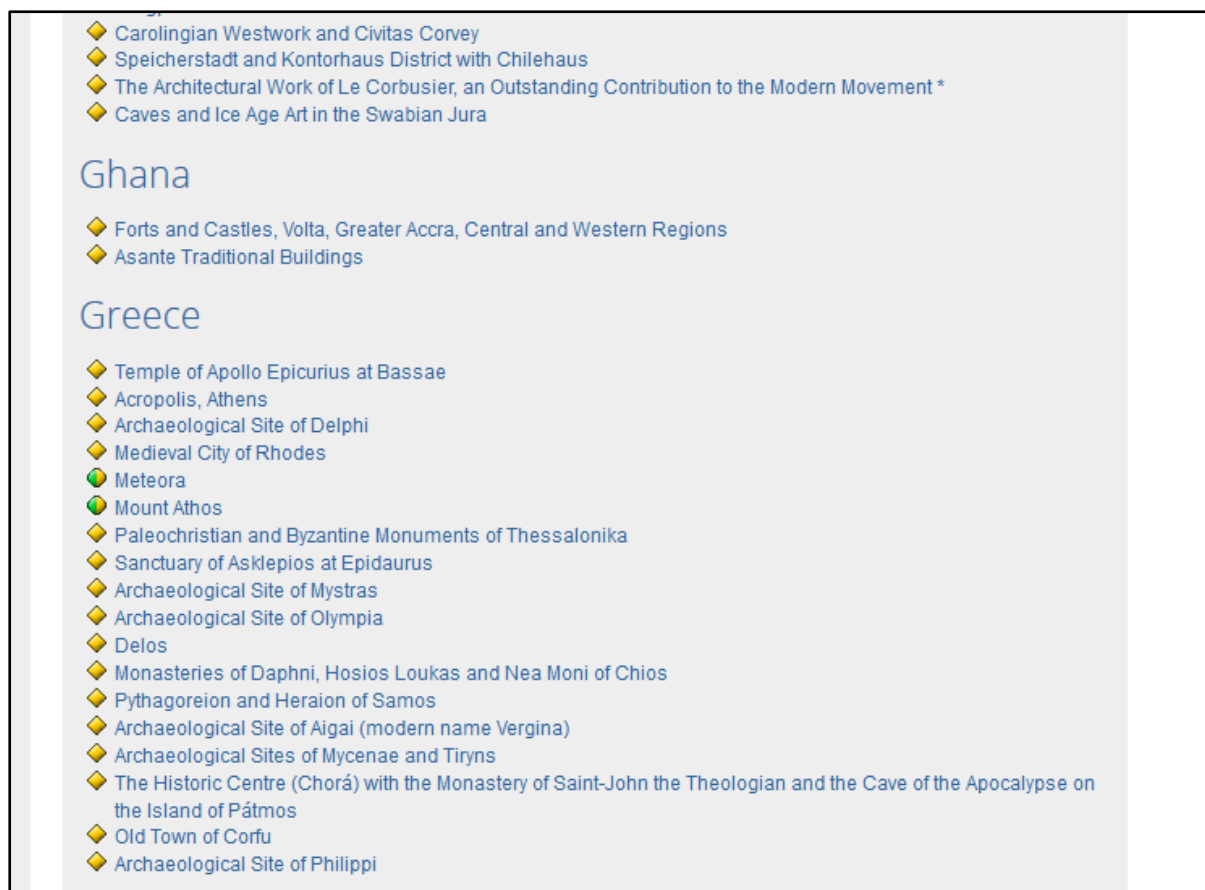 Carolingian Westwork and Civitas Corvey
Speicherstadt and Kontorhaus District with Chilehaus
The Architectural Work of Le Corbusier, an Outstanding Contribution to the Modern Movement *
Caves and Ice Age Art in the Swabian Jura
Ghana
Forts and Castles, Volta, Greater Accra, Central and Western Regions
Asante Traditional Buildings
Greece
Temple of Apollo Epicurius at Bassae
Acropolis, Athens
Archaeological Site of Delphi
Medieval City of Rhodes
Meteora
Mount Athos
Paleochristian and Byzantine Monuments of Thessalonika
Sanctuary of Asklepios at Epidaurus
Archaeological Site of Mystras
Archaeological Site of Olympia
Delos
Monasteries of Daphni, Hosios Loukas and Nea Moni of Chios
Pythagoreion and Heraion of Samos
Archaeological Site of Aigai (modern name Vergina)
Archaeological Sites of Mycenae and Tiryns
The Historic Centre (Chorá) with the Monastery of Saint-John the Theologian and the Cave of the Apocalypse on
the Island of Pátmos
Old Town of Corfu
Archaeological Site of Philippi